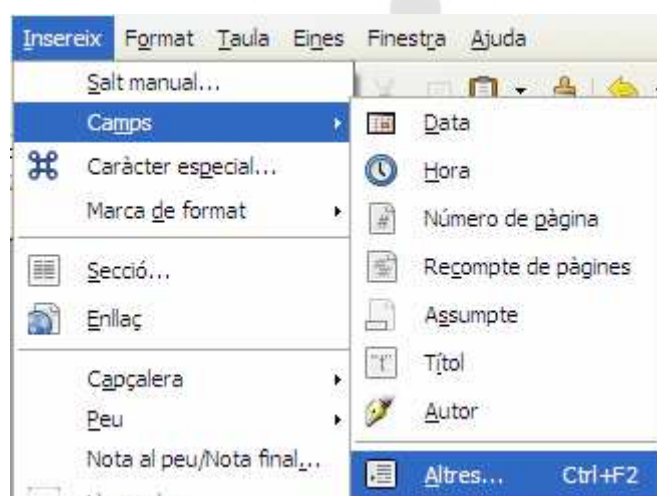 Insereix Format Taula Eines Finestra Ajuda
Salt manual...
Camps
Caràcter especial...
Marca de format
Secció...
Enllaç
Capçalera
Peu
Nota al peu/Nota final...
Data
Hora
Número de pàgina
Recompte de pàgines
Assumpte
Títol
Autor
Altres... Ctrl+F2